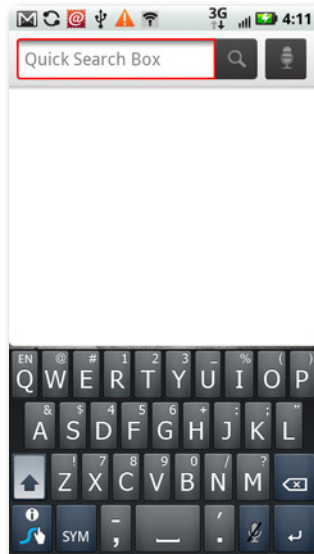 3G 4:11
Quick Search Box
EN @ # 1 2 3 _ % ( )
Q W E R T Y U I O P
& $ 4 5 6 + : ; "
A S D F G H J K L
! 7 8 9 0 / ?
Z X C V B N M
i
SYM - ; ' .